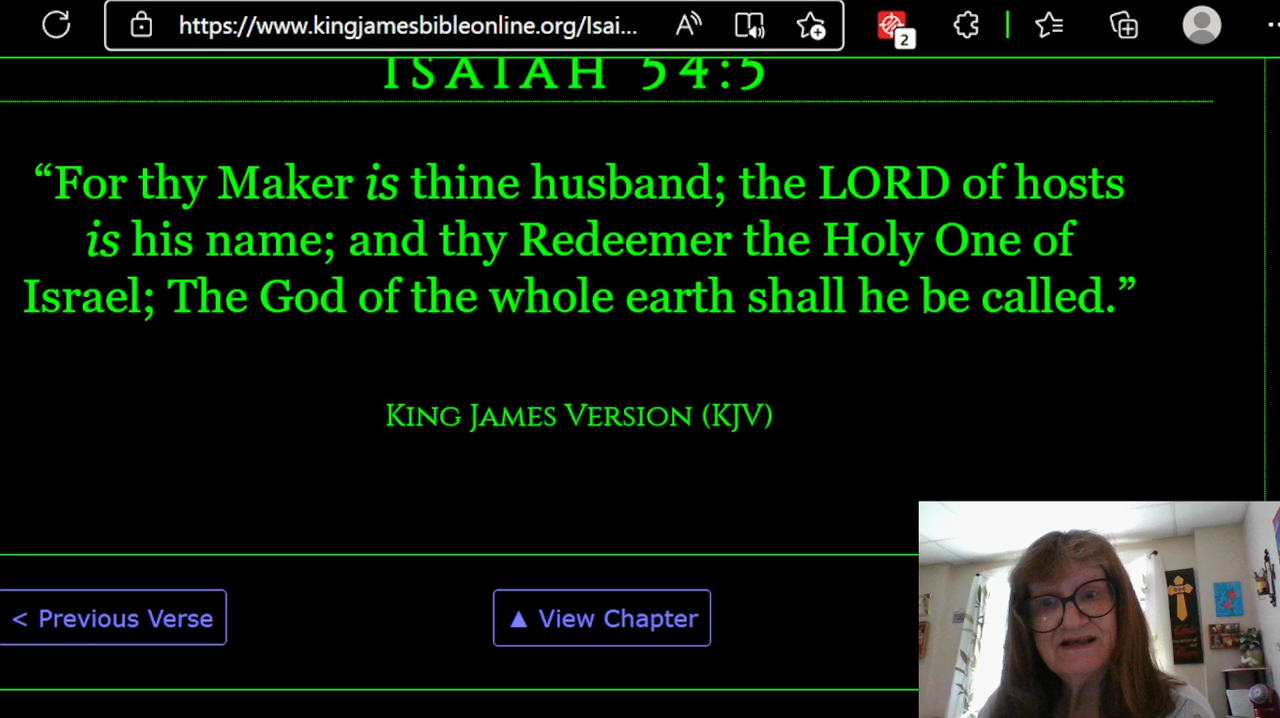 https://www.kingjamesbibleonline.org/Isai...
2
ISAIAH 54:5
“For thy Maker is thine husband; the LORD of hosts
is his name; and thy Redeemer the Holy One of
Israel; The God of the whole earth shall he be called.”
King James Version (KJV)
< Previous Verse
▲ View Chapter